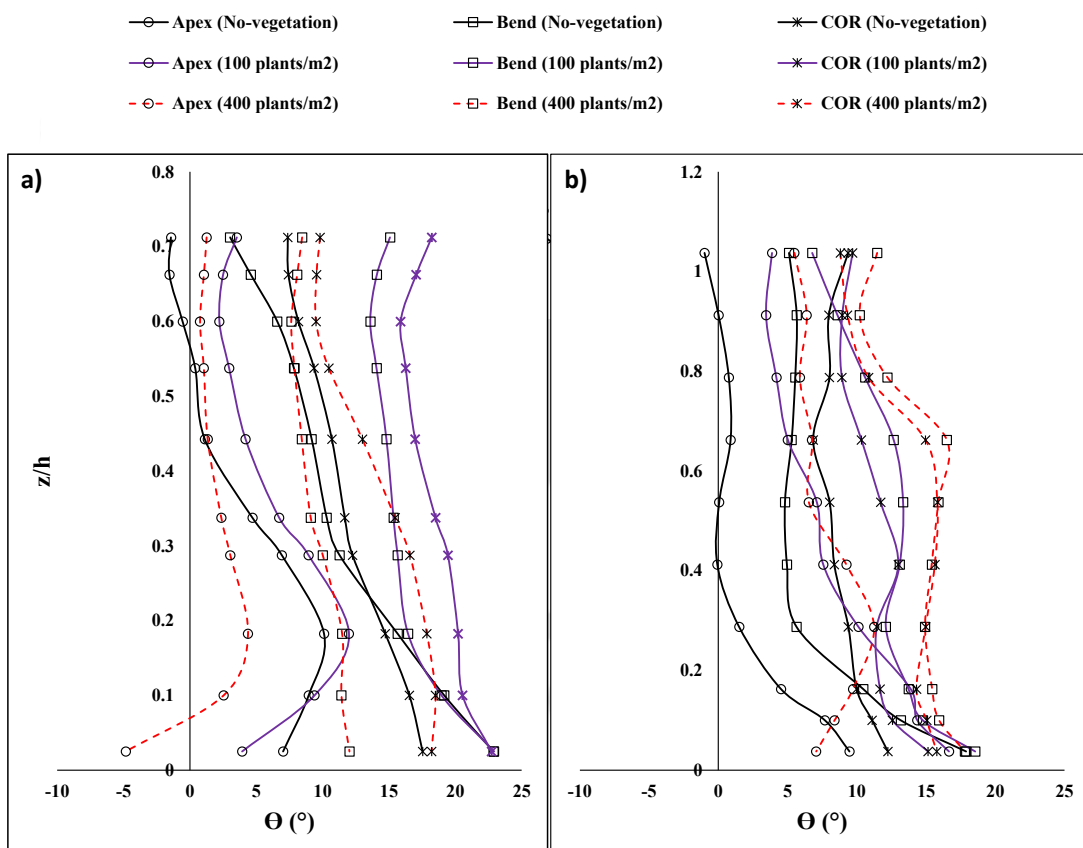 Apex (No-vegetation) Bend (No-vegetation) COR (No-vegetation)
Apex (100 plants/m2) Bend (100 plants/m2) COR (100 plants/m2)
Apex (400 plants/m2) Bend (400 plants/m2) COR (400 plants/m2)
a)
0.8
0.7
0.6
0.5
0.4
0.3
0.2
0.1
0
z/h
-10 -5 0 5 10 15 20 25
Ɵ (°)
b)
1.2
1
0.8
0.6
0.4
0.2
0
-10 -5 0 5 10 15 20 25
Ɵ (°)